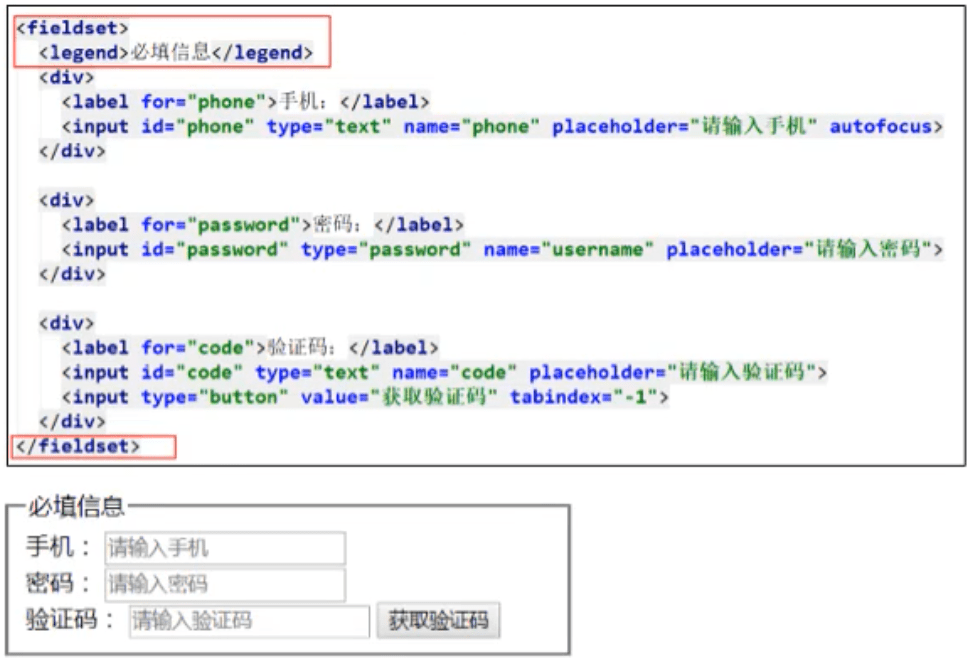 <fieldset>
<legend>必填信息</legend>
<div>
<label for="phone">手机：</label>
<input id="phone" type="text" name="phone" placeholder="请输入手机" autofocus>
</div>
<div>
<label for="password">密码：</label>
<input id="password" type="password" name="username" placeholder="请输入密码">
</div>
<div>
<label for="code">验证码：</label>
<input id="code" type="text" name="code" placeholder="请输入验证码">
<input type="button" value="获取验证码" tabindex="-1">
</div>
</fieldset>
必填信息
手机： 请输入手机
密码： 请输入密码
验证码： 请输入验证码 获取验证码